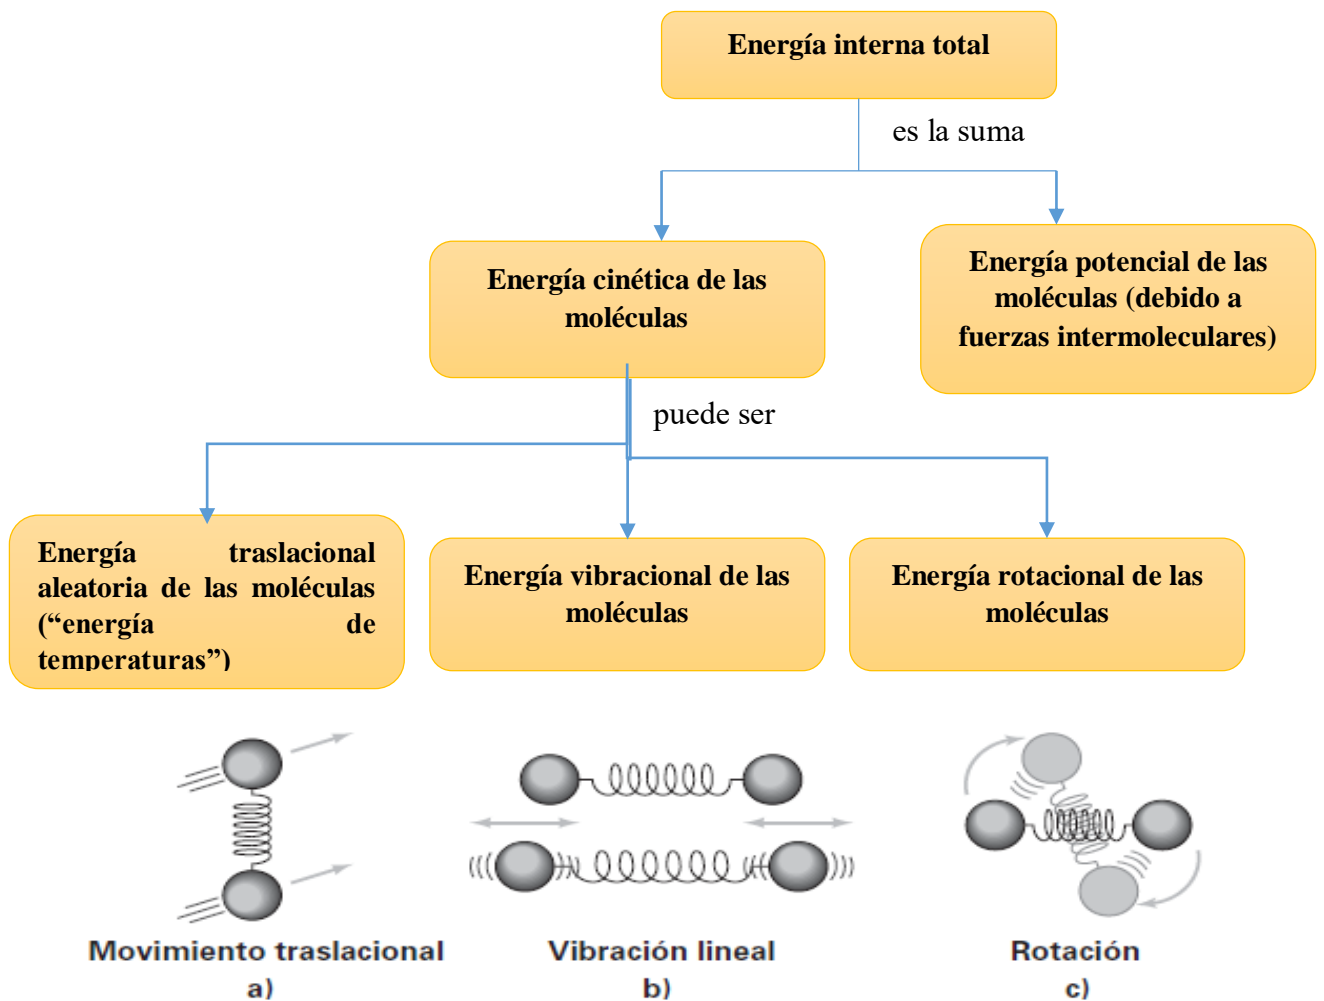 Energía interna total
es la suma
Energía cinética de las
moléculas
Energía potencial de las
moléculas (debido a
fuerzas intermoleculares)
puede ser
Energía traslacional
aleatoria de las moléculas
(“energía de
temperaturas”)
Energía vibracional de las
moléculas
Energía rotacional de las
moléculas
Movimiento traslacional
a)
Vibración lineal
b)
Rotación
c)